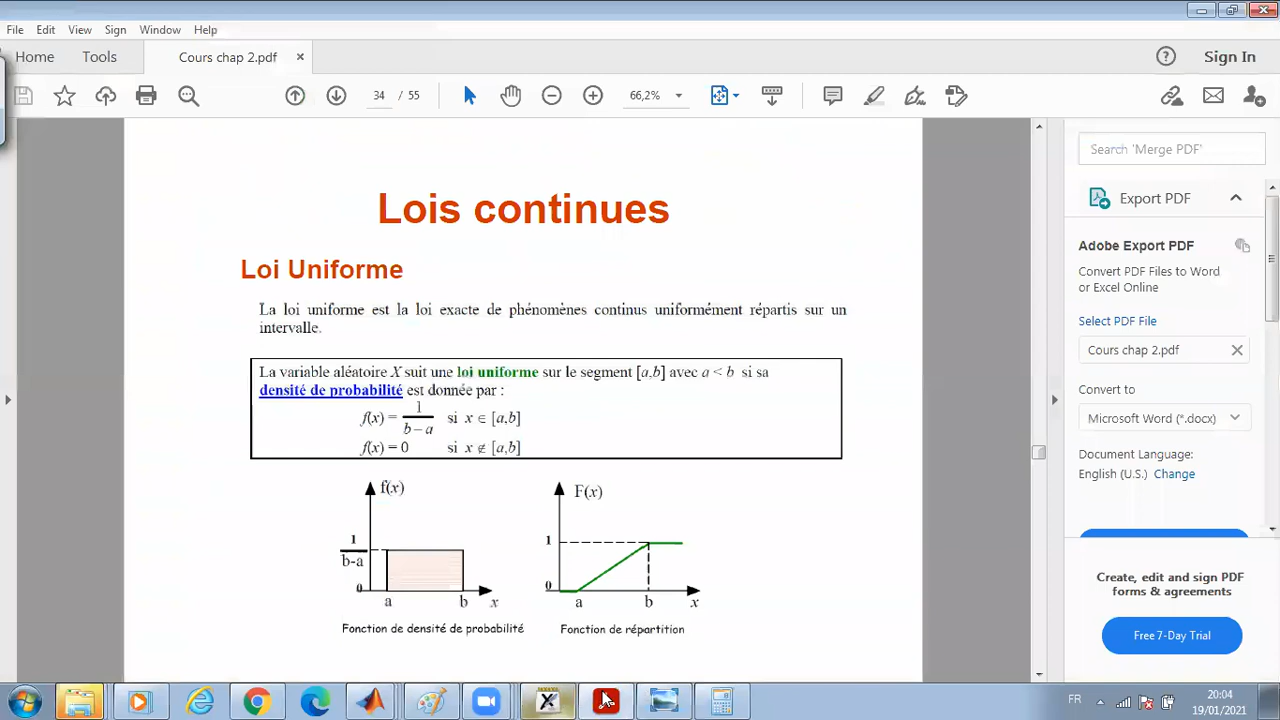 File Edit View Sign Window Help
Home Tools Cours chap 2.pdf × Sign In
34 / 55 66,2%
Lois continues
Loi Uniforme
La loi uniforme est la loi exacte de phénomènes continus uniformément répartis sur un
intervalle.
La variable aléatoire X suit une loi uniforme sur le segment [a,b] avec a < b si sa
densité de probabilité est donnée par :
f(x) = 1/(b – a) si x ∈ [a,b]
f(x) = 0 si x ∉ [a,b]
f(x)
1
b-a
0
a b x
Fonction de densité de probabilité
F(x)
1
0
a b x
Fonction de répartition
Search 'Merge PDF'
Export PDF
Adobe Export PDF
Convert PDF Files to Word
or Excel Online
Select PDF File
Cours chap 2.pdf
Convert to
Microsoft Word (*.docx)
Document Language:
English (U.S.) Change
Create, edit and sign PDF
forms & agreements
Free 7-Day Trial
FR
20:04
19/01/2021